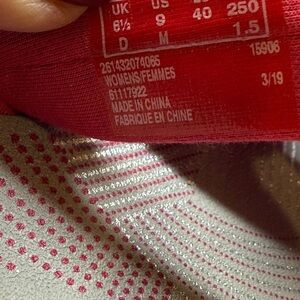 UK US 250
6½ 9 40
D M 1.5
15906
261432074065
WOMENS/FEMMES 3/19
61117922
MADE IN CHINA
FABRIQUE EN CHINE